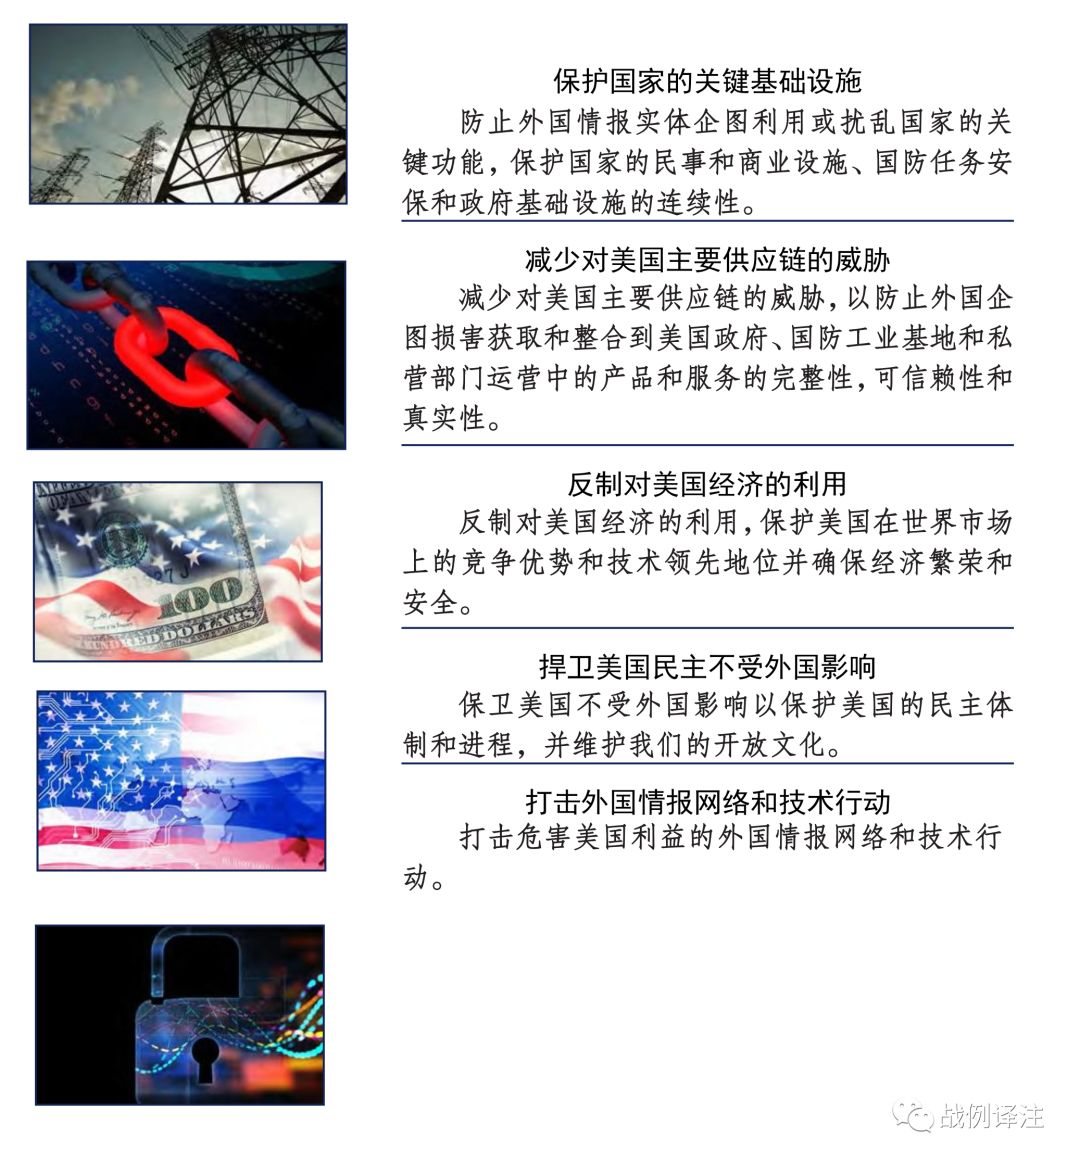 保护国家的关键基础设施
防止外国情报实体企图利用或扰乱国家的关
键功能，保护国家的民事和商业设施、国防任务安
保和政府基础设施的连续性。
减少对美国主要供应链的威胁
减少对美国主要供应链的威胁，以防止外国企
图损害获取和整合到美国政府、国防工业基地和私
营部门运营中的产品和服务的完整性，可信赖性和
真实性。
反制对美国经济的利用
反制对美国经济的利用，保护美国在世界市场
上的竞争优势和技术领先地位并确保经济繁荣和
安全。
27J
100
HUNDRED DOLLARS
捍卫美国民主不受外国影响
保卫美国不受外国影响以保护美国的民主体
制和进程，并维护我们的开放文化。
打击外国情报网络和技术行动
打击危害美国利益的外国情报网络和技术行
动。
战例译注